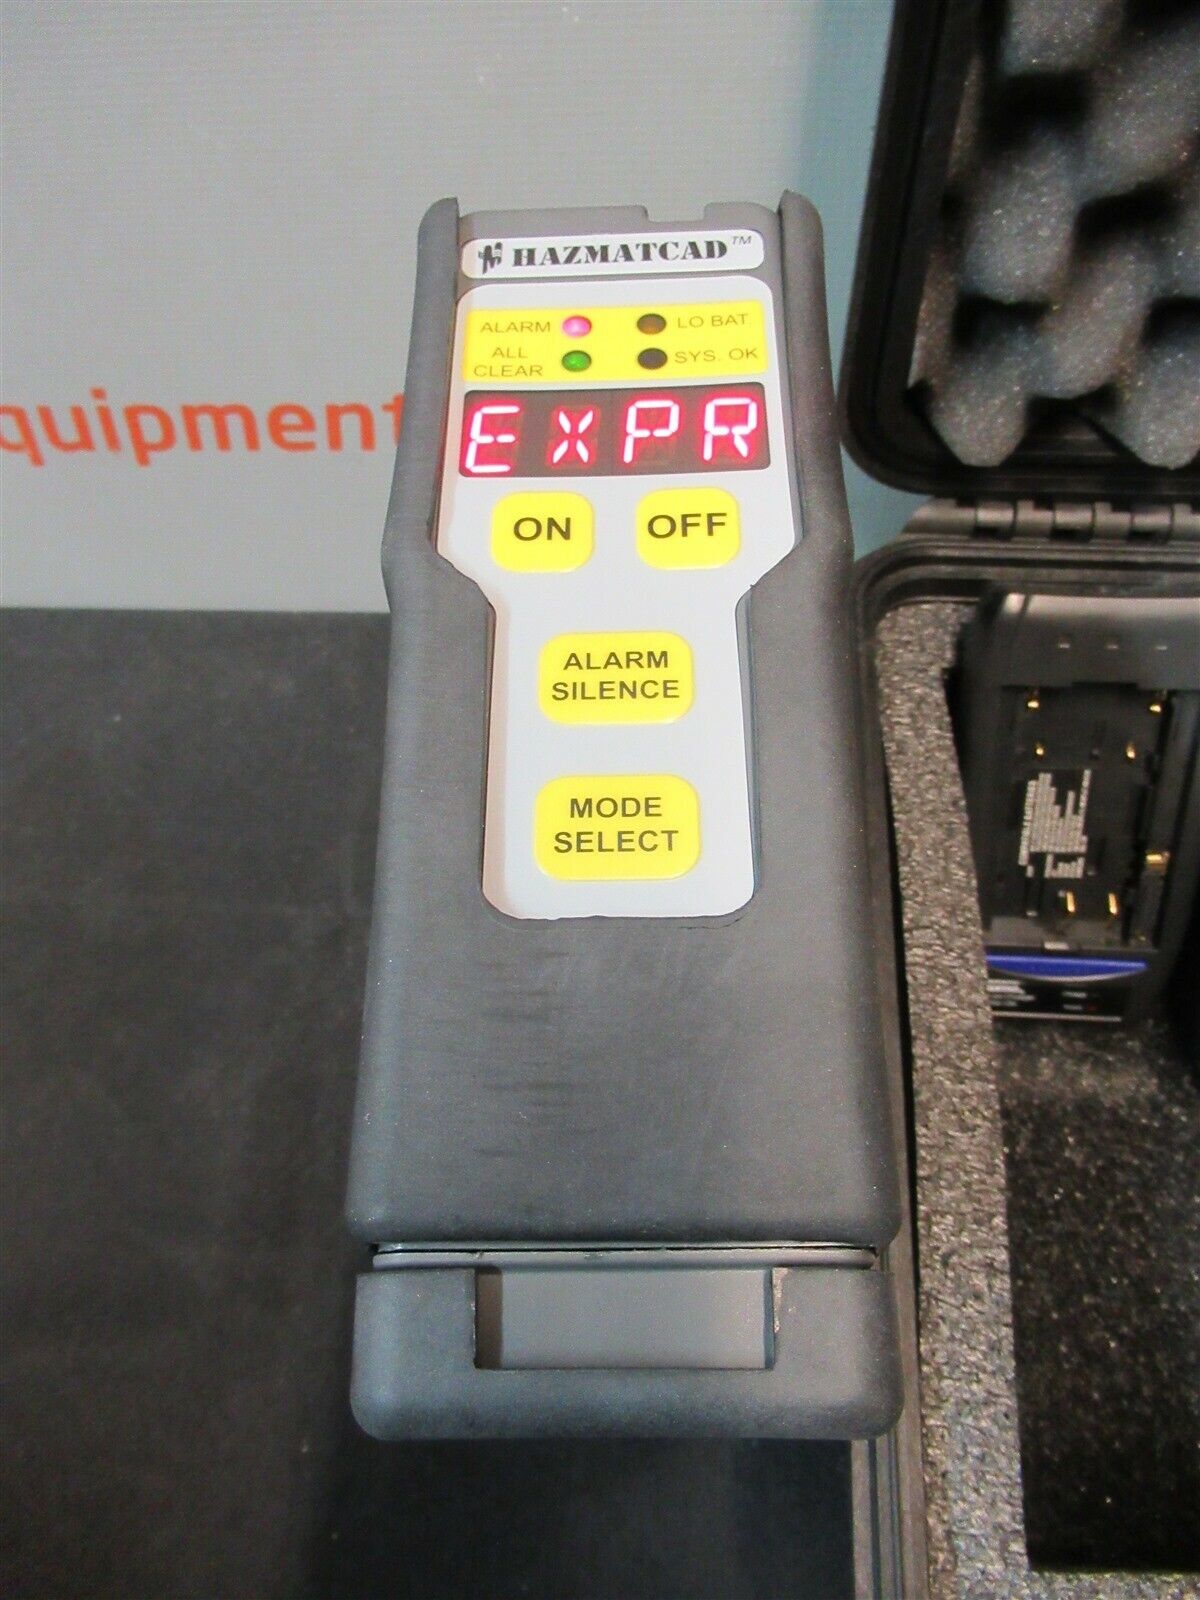 HAZMATCAD™
ALARM
LO BAT.
ALL
CLEAR
SYS. OK
EXPR
quipment
ON
OFF
ALARM
SILENCE
MODE
SELECT